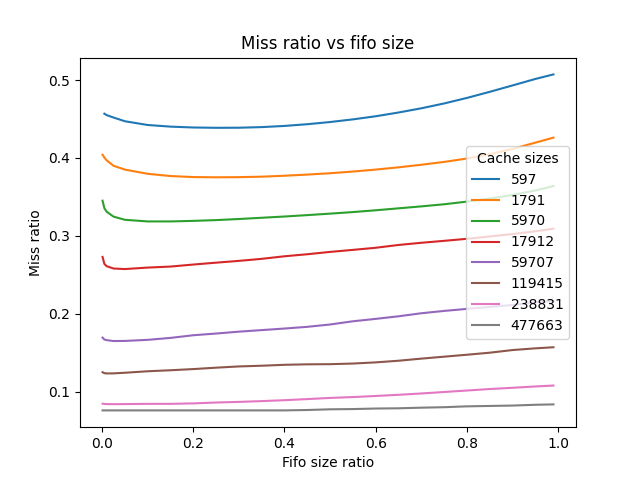 Miss ratio vs fifo size
Miss ratio
0.5
0.4
0.3
0.2
0.1
Cache sizes
597
1791
5970
17912
59707
119415
238831
477663
0.0 0.2 0.4 0.6 0.8 1.0
Fifo size ratio